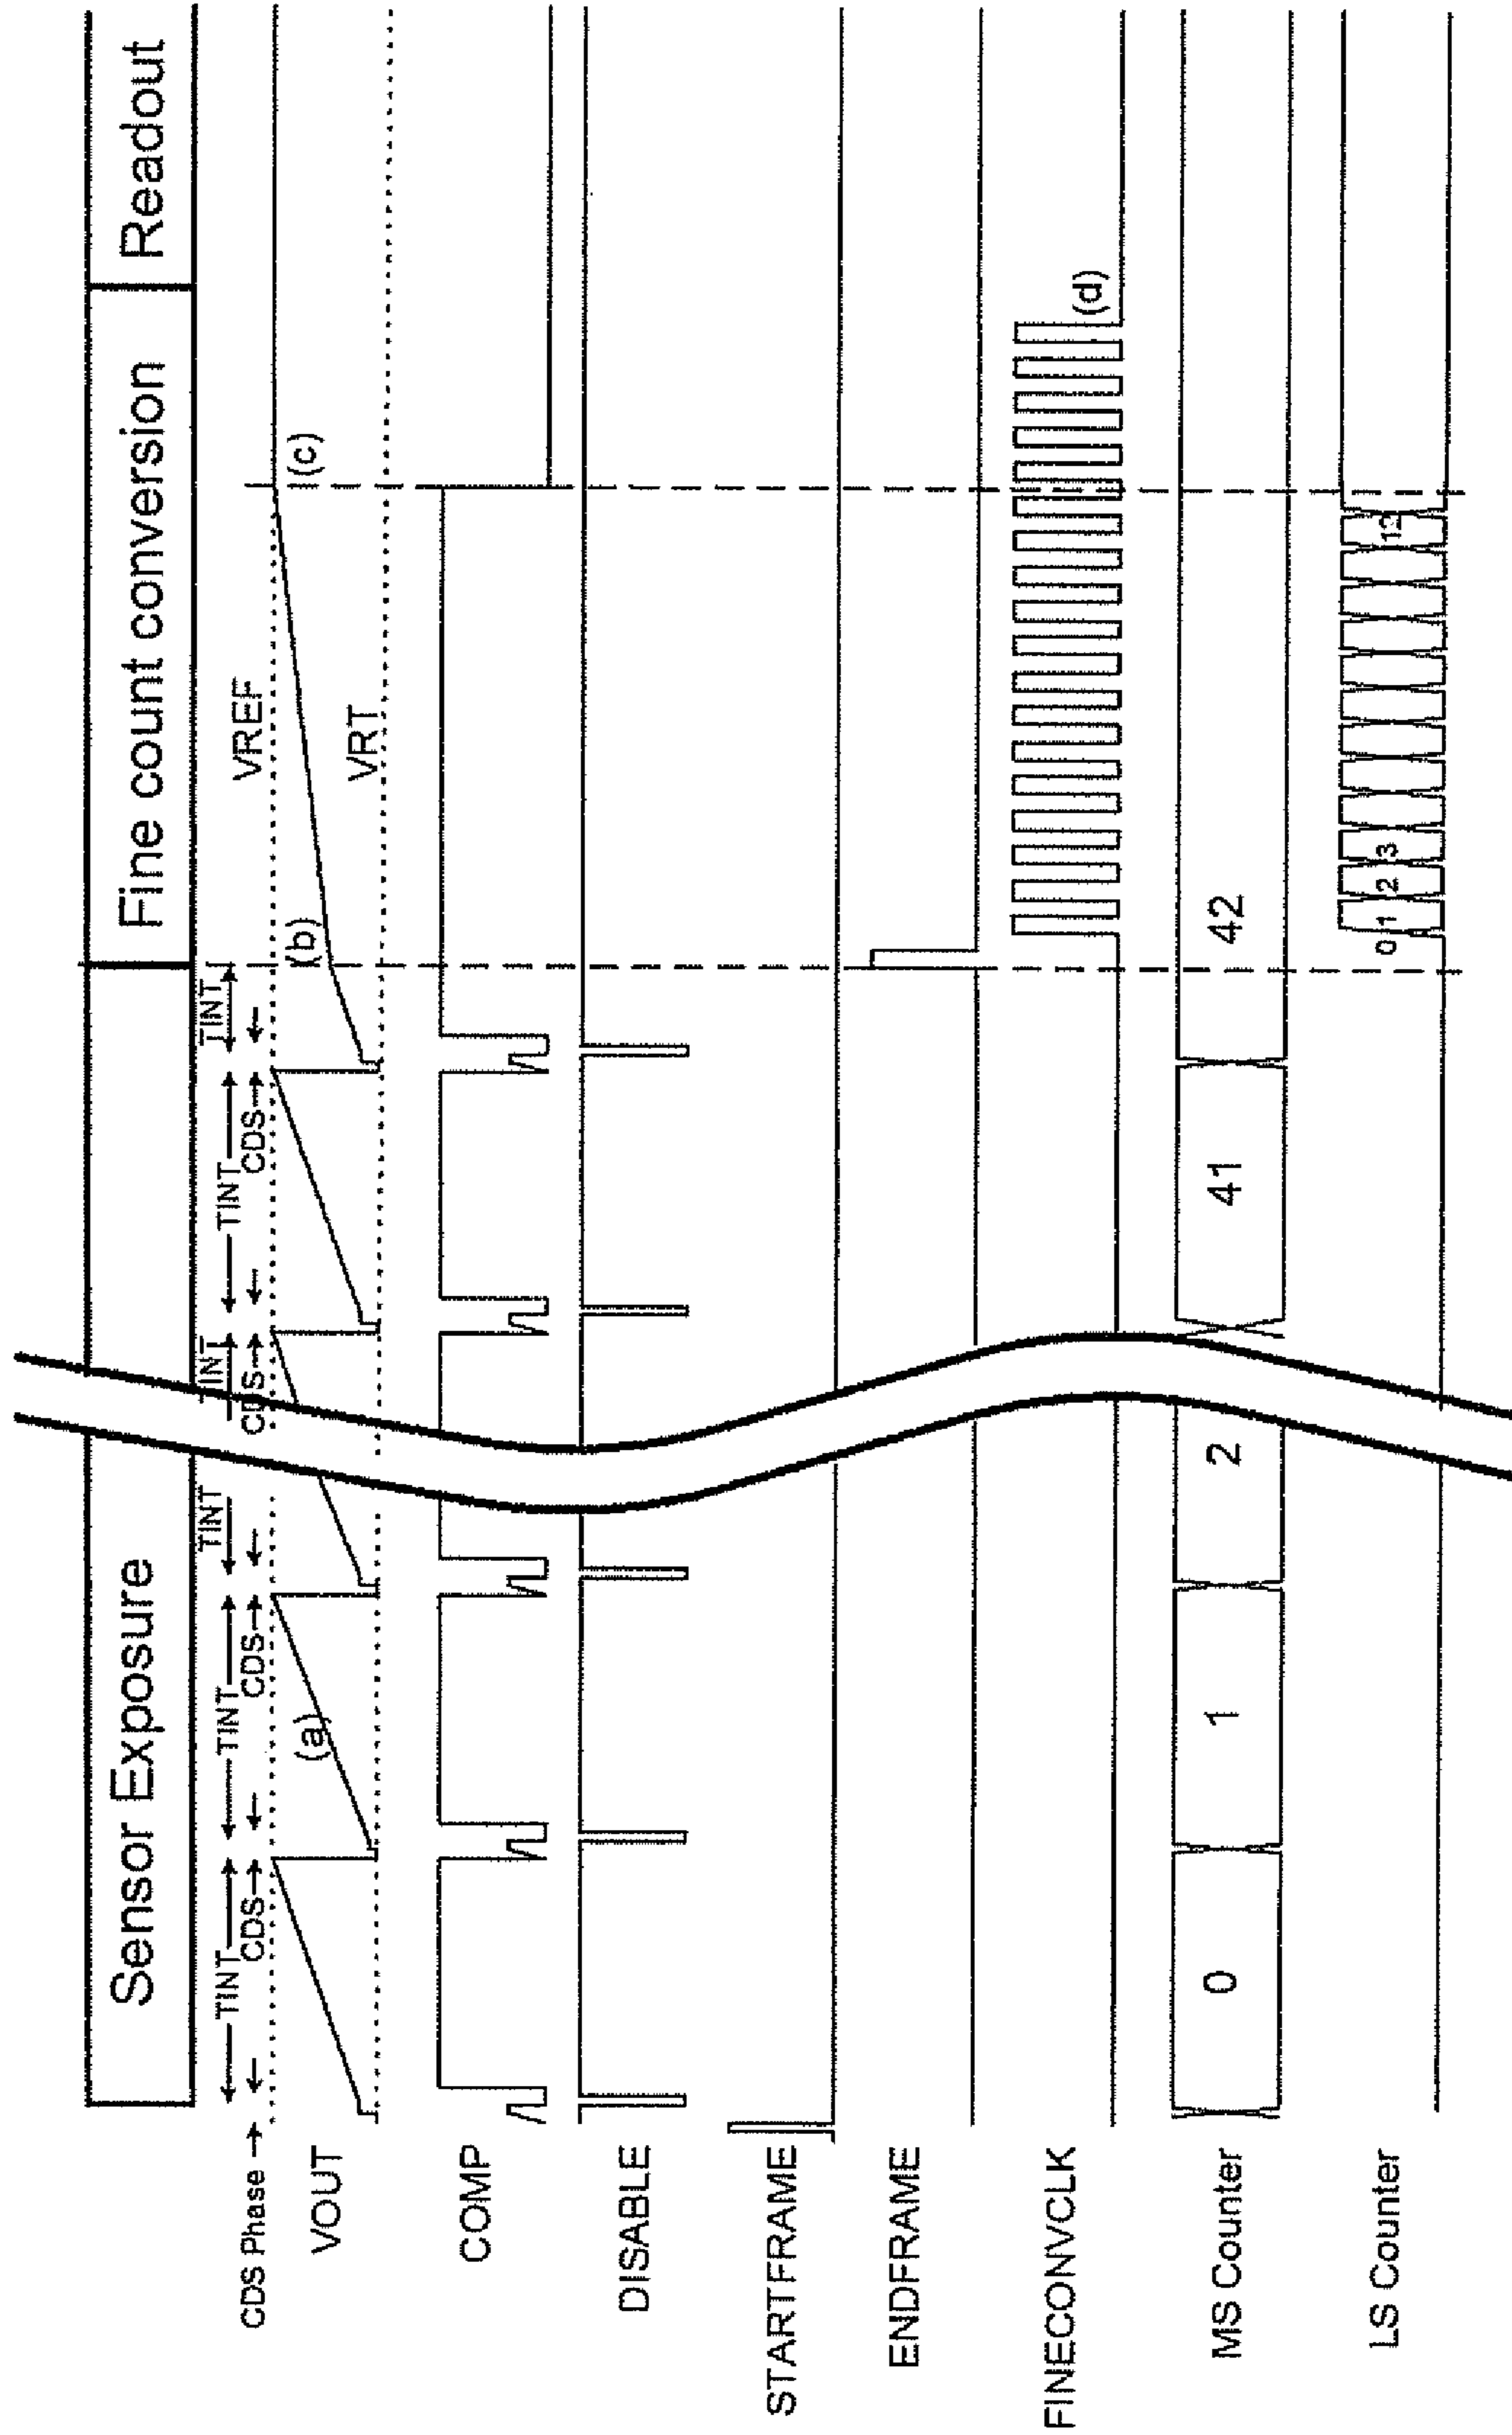 Sensor Exposure
Fine count conversion
Readout
TINT TINT TINT TINT TINT TINT
CDS Phase CDS CDS CDS CDS
VREF
VOUT
(a)
(b)
(c)
VRT
COMP
DISABLE
STARTFRAME
ENDFRAME
FINECONVCLK
(d)
MS Counter
0 1 2 41 42
LS Counter
0 1 2 3 12